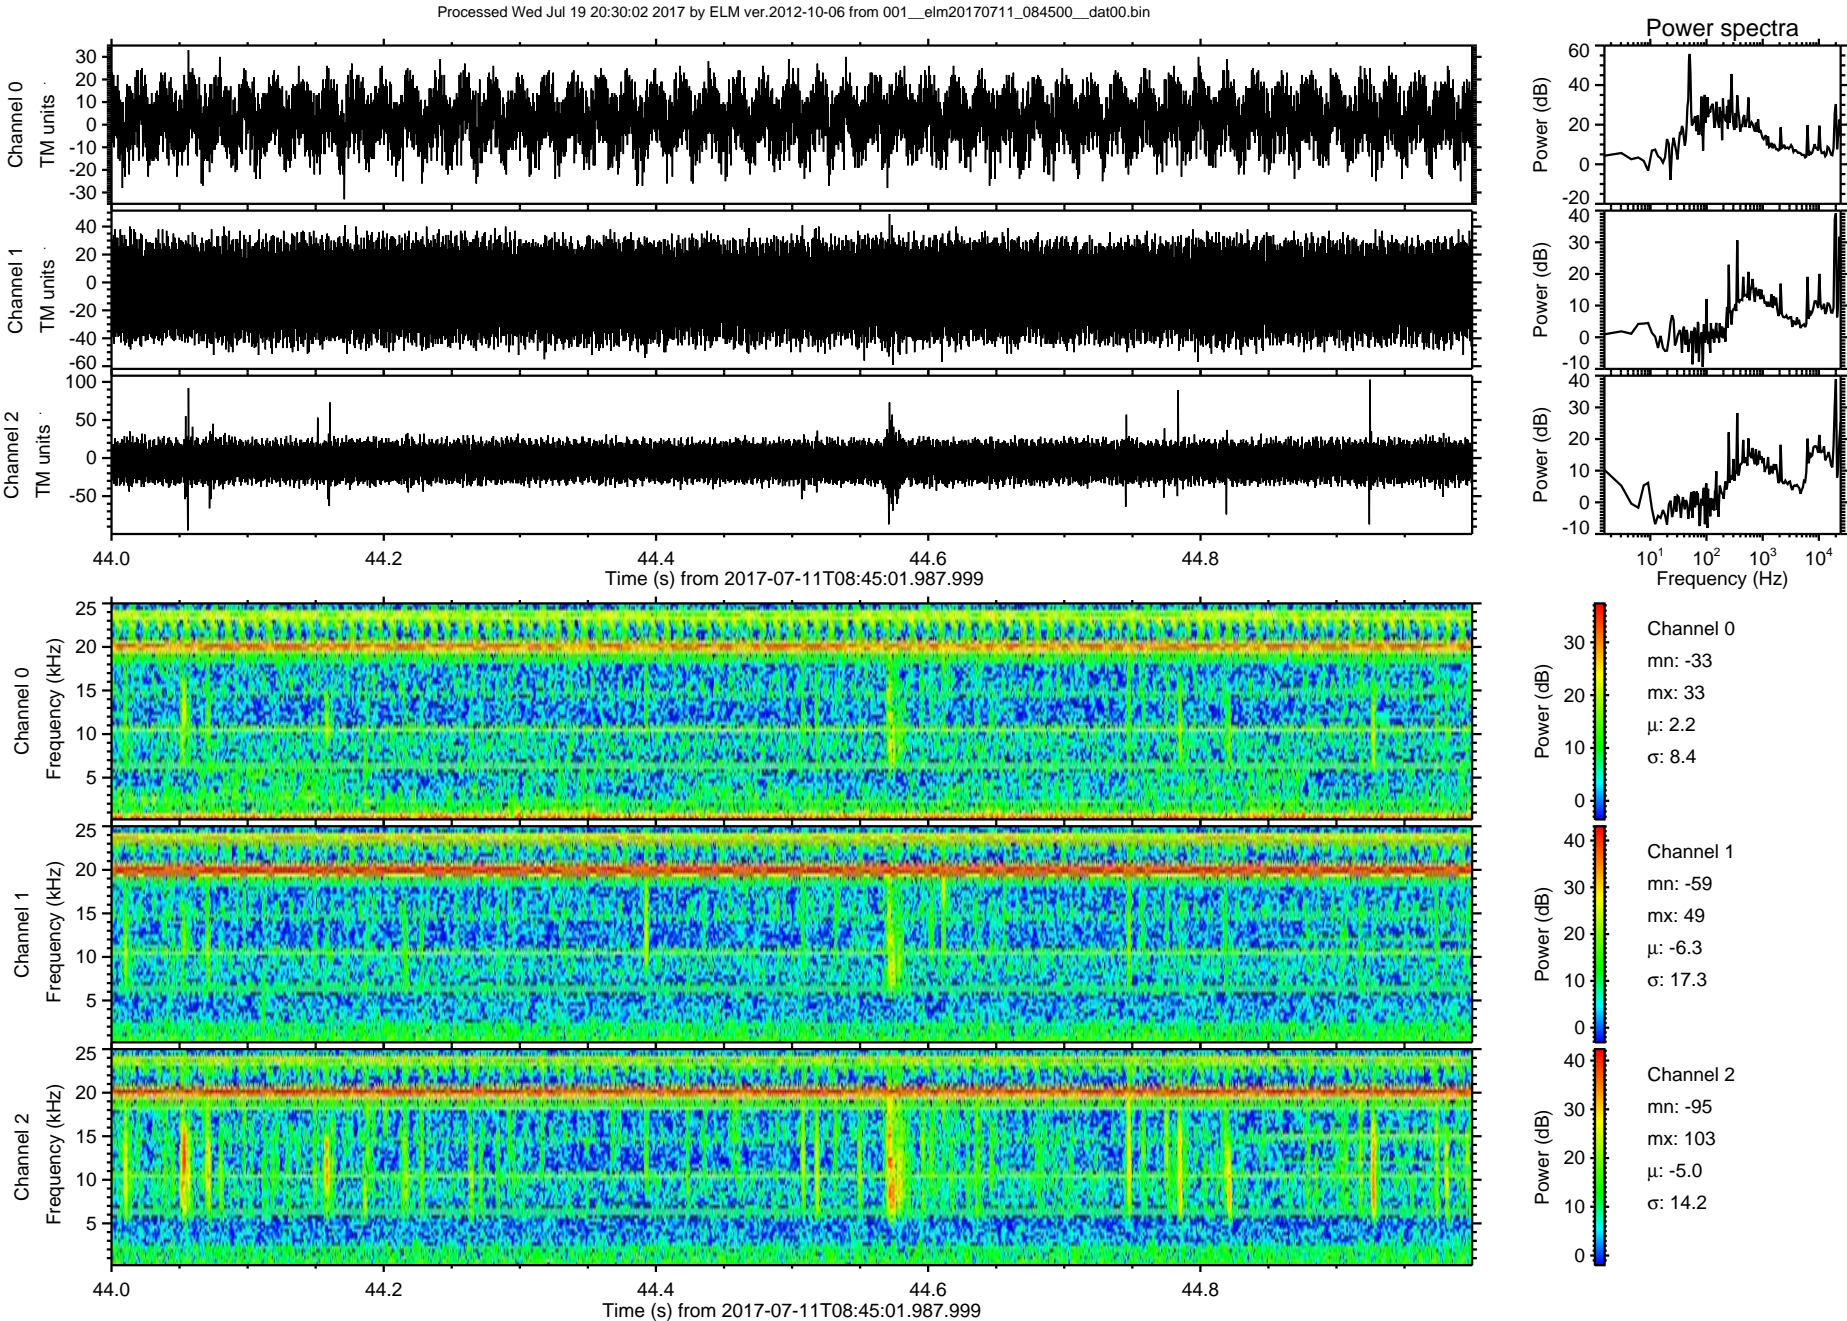 Processed Wed Jul 19 20:30:02 2017 by ELM ver.2012-10-06 from 001__elm20170711_084500__dat00.bin
Power spectra
Channel 0
TM units
30
20
10
0
-10
-20
-30
Power (dB)
60
40
20
0
-20
Channel 1
TM units
40
20
0
-20
-40
-60
Power (dB)
40
30
20
10
0
-10
Channel 2
TM units
100
50
0
-50
Power (dB)
40
30
20
10
0
-10
44.0 44.2 44.4 44.6 44.8
Time (s) from 2017-07-11T08:45:01.987.999
10^1 10^2 10^3 10^4
Frequency (Hz)
Channel 0
Frequency (kHz)
25
20
15
10
5
Power (dB)
30
20
10
0
Channel 0
mn: -33
mx: 33
μ: 2.2
σ: 8.4
Channel 1
Frequency (kHz)
25
20
15
10
5
Power (dB)
40
30
20
10
0
Channel 1
mn: -59
mx: 49
μ: -6.3
σ: 17.3
Channel 2
Frequency (kHz)
25
20
15
10
5
Power (dB)
40
30
20
10
0
Channel 2
mn: -95
mx: 103
μ: -5.0
σ: 14.2
44.0 44.2 44.4 44.6 44.8
Time (s) from 2017-07-11T08:45:01.987.999